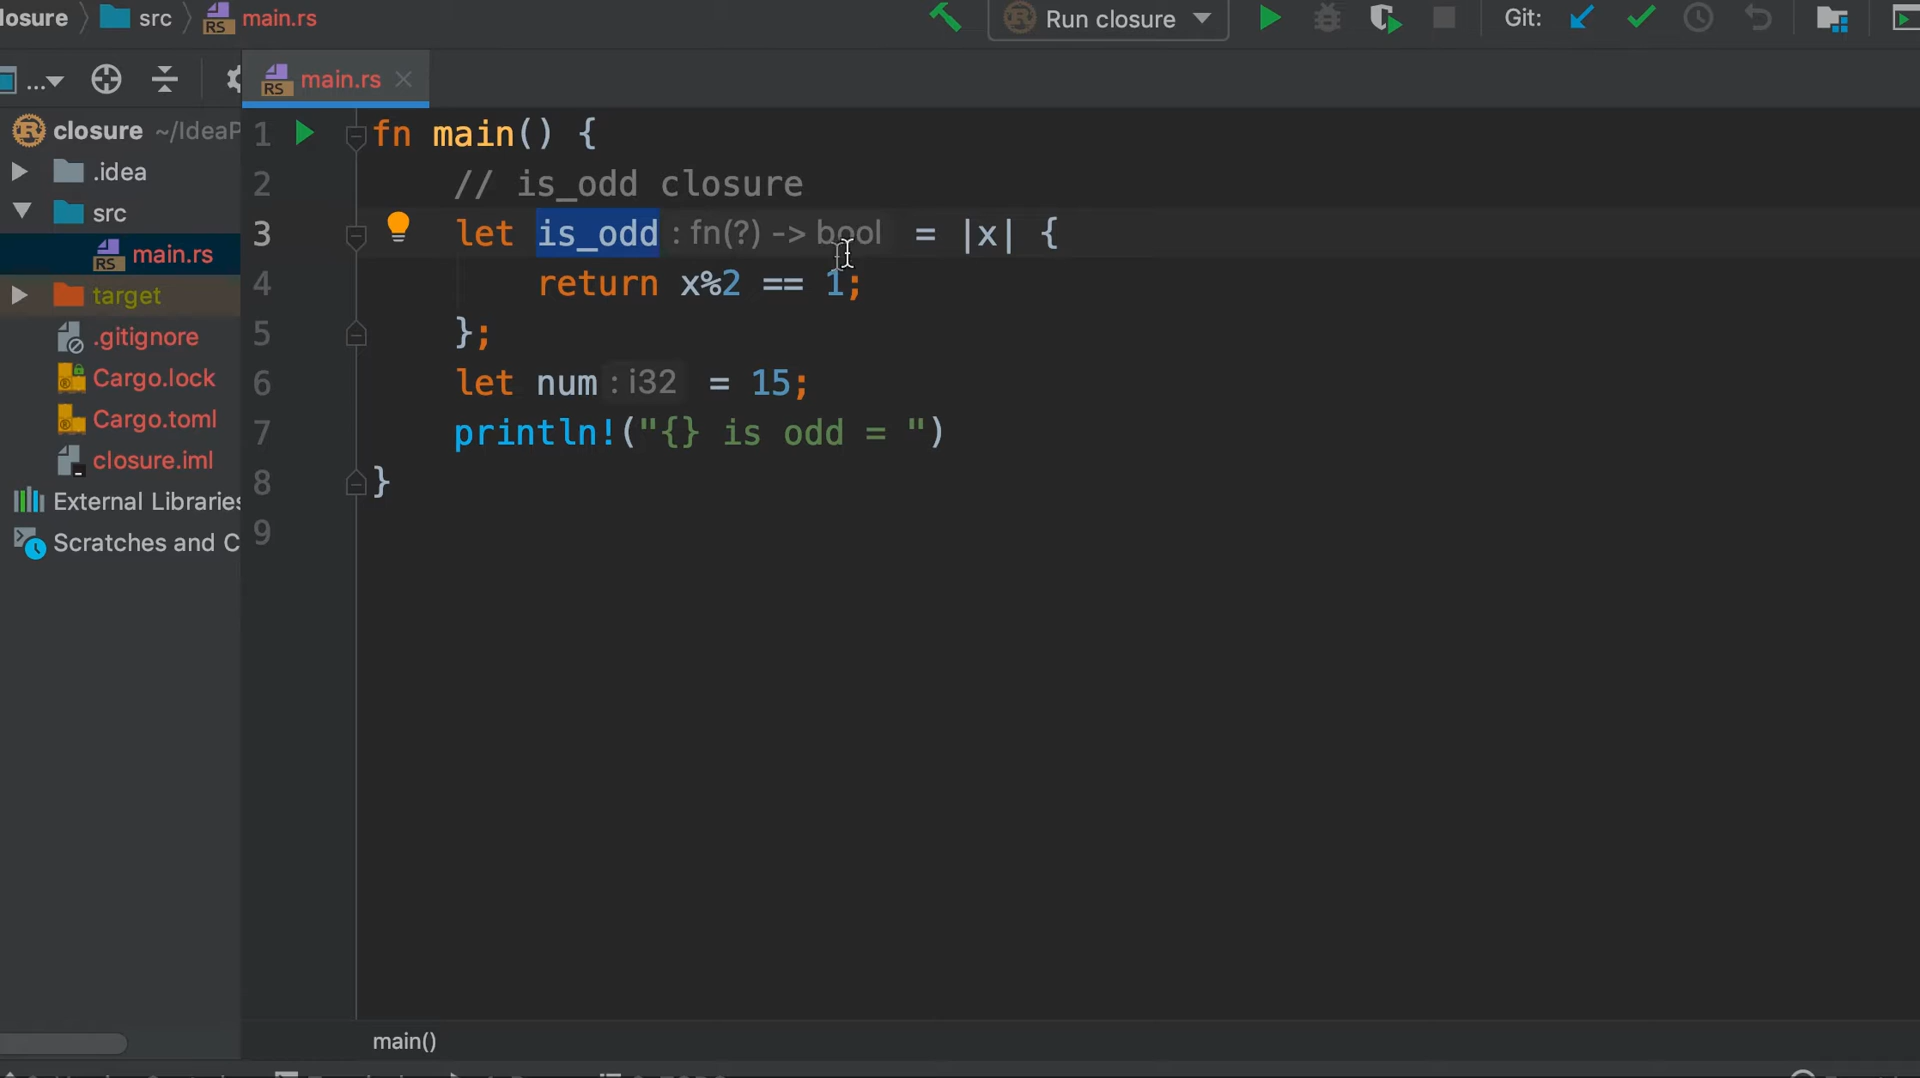 losure src main.rs
Run closure Git:
... main.rs
closure ~/IdeaP
.idea
src
main.rs
target
.gitignore
Cargo.lock
Cargo.toml
closure.iml
External Libraries
Scratches and C
1 fn main() {
2 // is_odd closure
3 let is_odd : fn(?) -> bool = |x| {
4 return x%2 == 1;
5 };
6 let num : i32 = 15;
7 println!("{} is odd = ")
8 }
9
main()